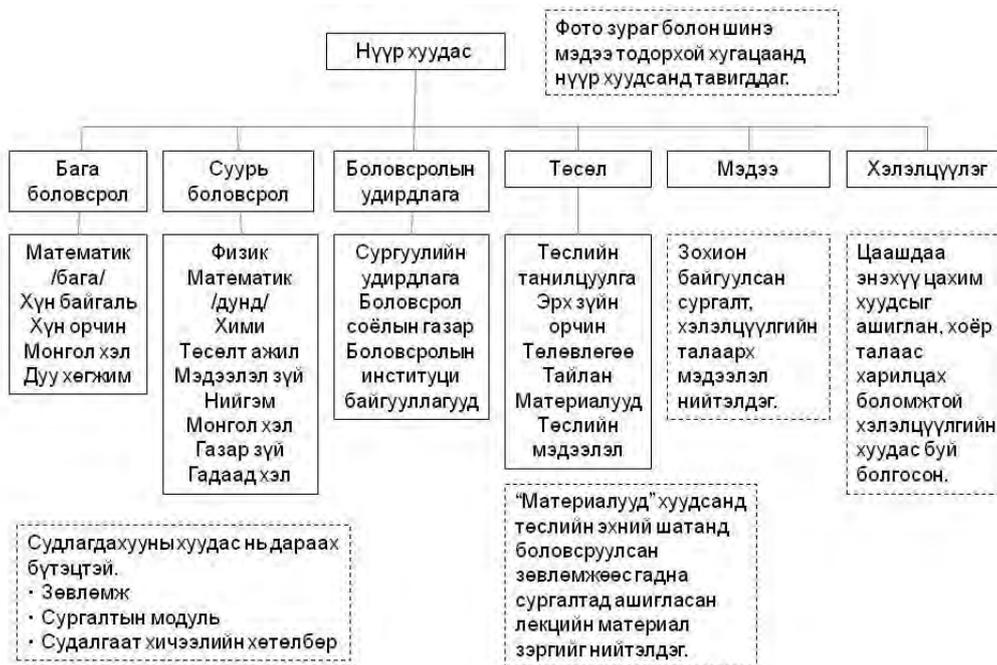 Нүүр хуудас
Фото зураг болон шинэ
мэдээ тодорхой хугацаанд
нүүр хуудсанд тавигддаг.
Бага
боловсрол
Суурь
боловсрол
Боловсролын
удирдлага
Төсөл
Мэдээ
Хэлэлцүүлэг
Математик
/бага/
Хүн байгаль
Хүн орчин
Монгол хэл
Дуу хөгжим
Физик
Математик
/дунд/
Хими
Төсөлт ажил
Мэдээлэл зүй
Нийгэм
Монгол хэл
Газар зүй
Гадаад хэл
Сургуулийн
удирдлага
Боловсрол
соёлын газар
Боловсролын
институци
байгууллагууд
Төслийн
танилцуулга
Эрх зүйн
орчин
Төлөвлөгөө
Тайлан
Материалууд
Төслийн
мэдээлэл
Зохион
байгуулсан
сургалт,
хэлэлцүүлгийн
талаарх
мэдээлэл
нийтэлдэг.
Цаашдаа
энэхүү цахим
хуудсыг
ашиглан, хоёр
талаас
харилцах
боломжтой
хэлэлцүүлгийн
хуудас буй
болгосон.
Судлагдахууны хуудас нь дараах
бүтэцтэй.
· Зөвлөмж
· Сургалтын модуль
· Судалгаат хичээлийн хөтөлбөр
“Материалууд” хуудсанд
төслийн эхний шатанд
боловсруулсан
зөвлөмжөөс гадна
сургалтад ашигласан
лекцийн материал
зэргийг нийтэлдэг.